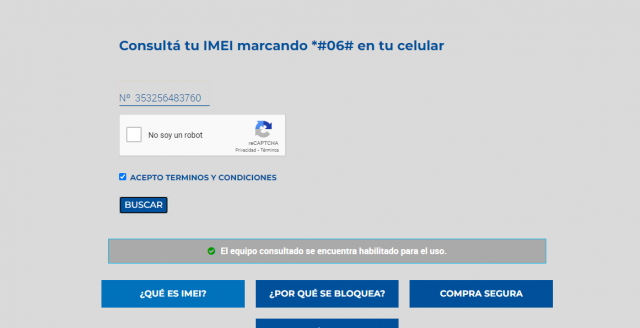 Consultá tu IMEI marcando *#06# en tu celular
Nº 353256483760
No soy un robot
reCAPTCHA
Privacidad - Términos
ACEPTO TERMINOS Y CONDICIONES
BUSCAR
El equipo consultado se encuentra habilitado para el uso.
¿QUÉ ES IMEI?
¿POR QUÉ SE BLOQUEA?
COMPRA SEGURA